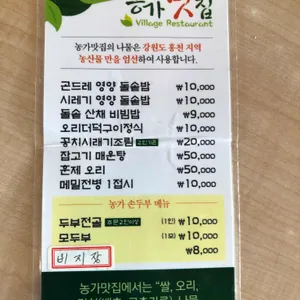 농가맛집
Village Restaurant
농가맛집의 나물은 강원도 홍천 지역
농산물 만을 엄선하여 사용합니다.
곤드레 영양 돌솥밥 ₩10,000
시레기 영양 돌솥밥 ₩10,000
돌솥 산채 비빔밥 ₩9,000
오리더덕구이정식 ₩10,000
꽁치시래기조림 ₩20,000
잡고기 매운탕 ₩50,000
훈제 오리 ₩50,000
메밀전병 1접시 ₩10,000
농가 손두부 메뉴
두부전골 (1인) ₩10,000
모두부 (1모) ₩10,000
비지장 ₩8,000
농가맛집에서는 "쌀, 오리,